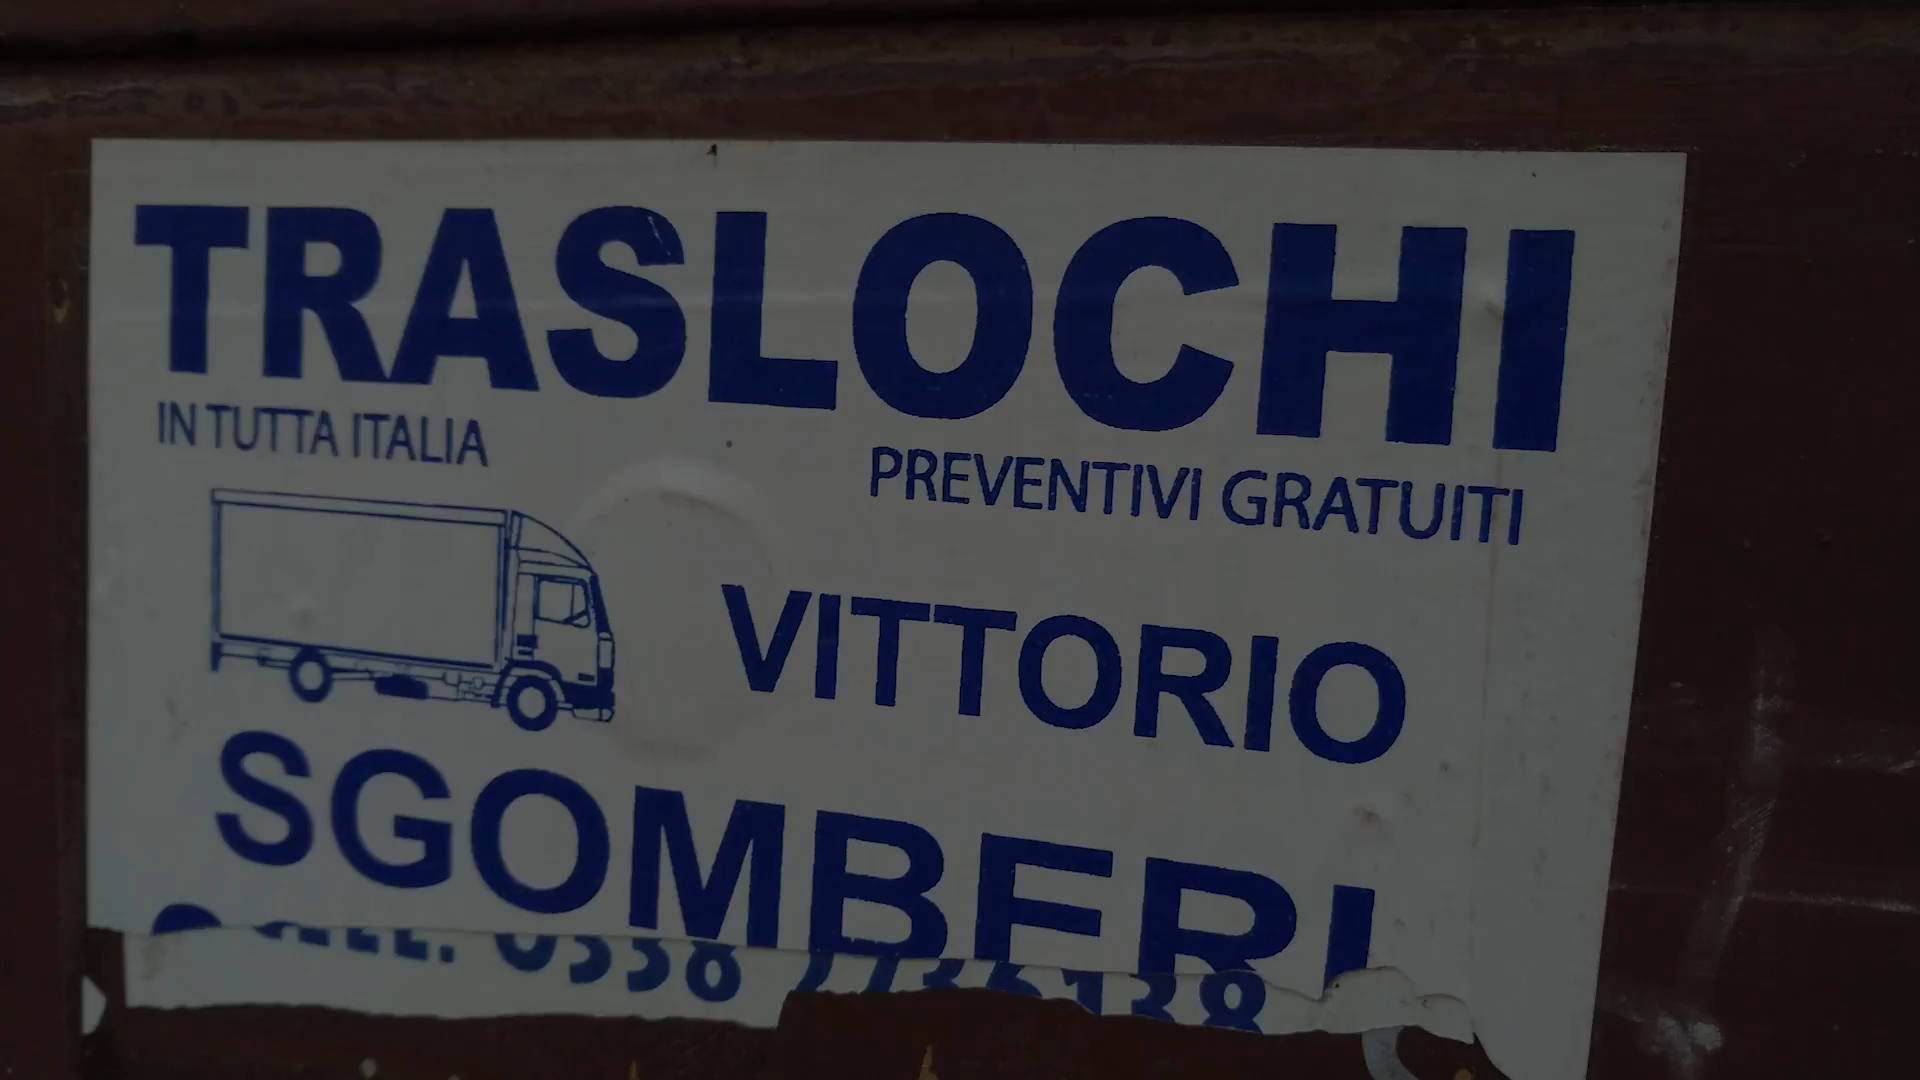 TRASLOCHI
IN TUTTA ITALIA
PREVENTIVI GRATUITI
VITTORIO
SGOMBERI